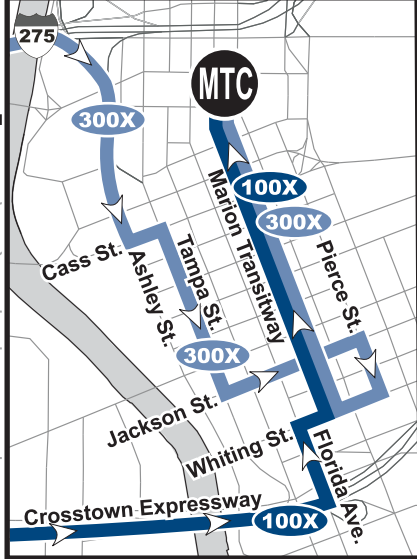 275
MTC
300X
100X
300X
Marion Transitway
Pierce St.
Cass St.
Ashley St.
Tampa St.
300X
Jackson St.
Whiting St.
Florida Ave.
Crosstown Expressway
100X